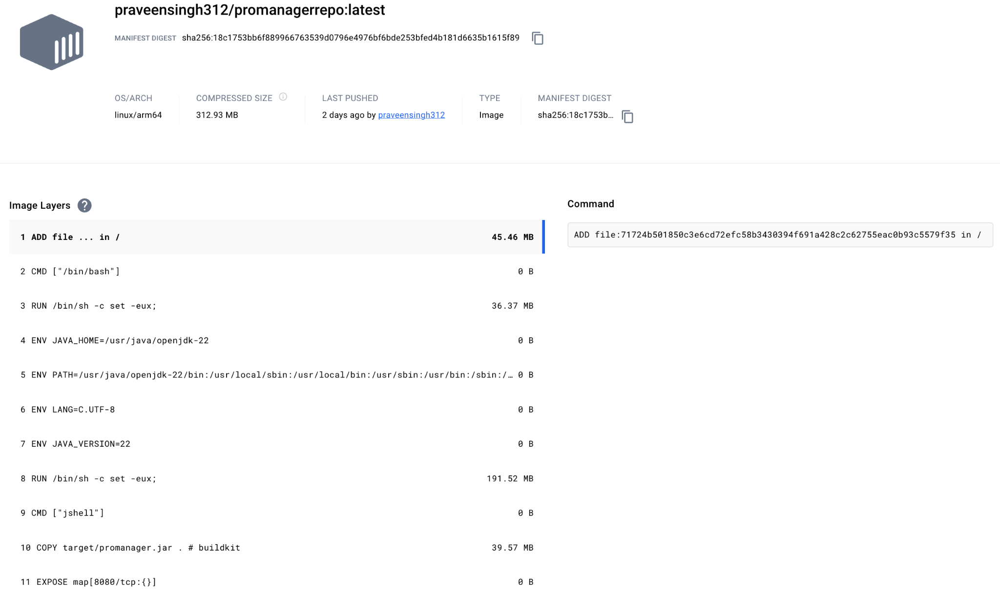 praveensingh312/promanagerrepo:latest
MANIFEST DIGEST sha256:18c1753bb6f889966763539d0796e4976bf6bde253bfed4b181d6635b1615f89
OS/ARCH COMPRESSED SIZE LAST PUSHED TYPE MANIFEST DIGEST
linux/arm64 312.93 MB 2 days ago by praveensingh312 Image sha256:18c1753b...
Image Layers ?
Command
1 ADD file ... in / 45.46 MB
ADD file:71724b501850c3e6cd72efc58b3430394f691a428c2c62755eac0b93c5579f35 in /
2 CMD ["/bin/bash"] 0 B
3 RUN /bin/sh -c set -eux; 36.37 MB
4 ENV JAVA_HOME=/usr/java/openjdk-22 0 B
5 ENV PATH=/usr/java/openjdk-22/bin:/usr/local/sbin:/usr/local/bin:/usr/sbin:/usr/bin:/sbin:/… 0 B
6 ENV LANG=C.UTF-8 0 B
7 ENV JAVA_VERSION=22 0 B
8 RUN /bin/sh -c set -eux; 191.52 MB
9 CMD ["jshell"] 0 B
10 COPY target/promanager.jar . # buildkit 39.57 MB
11 EXPOSE map[8080/tcp:{}] 0 B